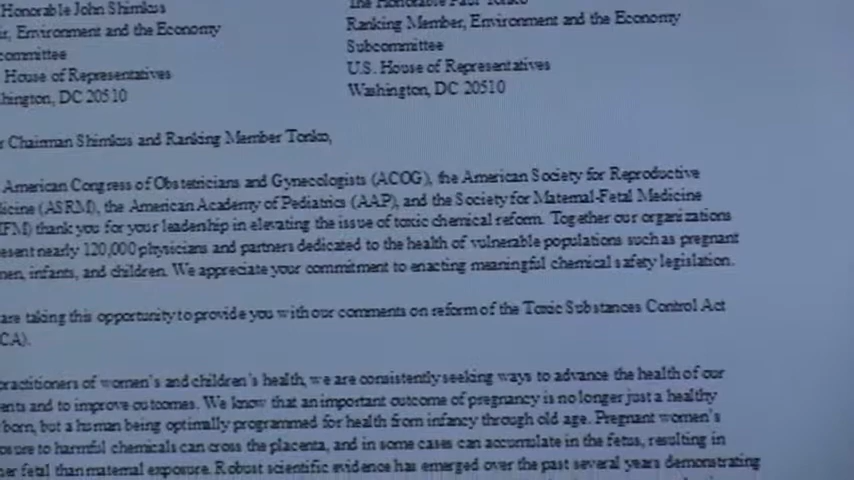 Honorable John Shimkus
The Honorable Paul Tonko
Environment and the Economy
Ranking Member, Environment and the Economy
Subcommittee
House of Representatives
U.S. House of Representatives
DC 20510
Washington, DC 20510
Chairman Shimkus and Ranking Member Tonko,
American Congress of Obstetricians and Gynecologists (ACOG), the American Society for Reproductive
(ASRM), the American Academy of Pediatrics (AAP), and the Society for Maternal-Fetal Medicine
thank you for your leadership in elevating the issue of toxic chemical reform. Together our organizations
nearly 120,000 physicians and partners dedicated to the health of vulnerable populations such as pregnant
infants, and children. We appreciate your commitment to enacting meaningful chemical safety legislation.
are taking this opportunity to provide you with our comments on reform of the Toxic Substances Control Act
CA).
practitioners of women's and children's health, we are consistently seeking ways to advance the health of our
and to improve outcomes. We know that an important outcome of pregnancy is no longer just a healthy
born, but a human being optimally programmed for health from infancy through old age. Pregnant women's
to harmful chemicals can cross the placenta, and in some cases can accumulate in the fetus, resulting in
fetal than maternal exposure. Robust scientific evidence has emerged over the past several years demonstrating